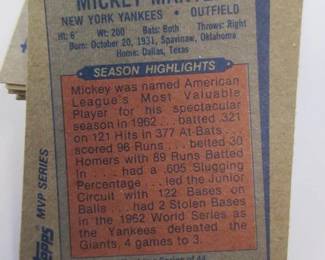 MICKEY
NEW YORK YANKEES • OUTFIELD
Ht: 6' Wt: 200 Bats: Both Throws: Right
Born: October 20, 1931, Spavinaw, Oklahoma
Home: Dallas, Texas
SEASON HIGHLIGHTS
Mickey was named American
League's Most Valuable
Player for his spectacular
season in 1962... batted .321
on 121 Hits in 377 At-Bats...
scored 96 Runs... belted 30
Homers with 89 Runs Batted
In... had a .605 Slugging
Percentage... led the Junior
Circuit with 122 Bases on
Balls... had 2 Stolen Bases
in the 1962 World Series as
the Yankees defeated the
Giants, 4 games to 3.
Series of 44
Topps MVP SERIES